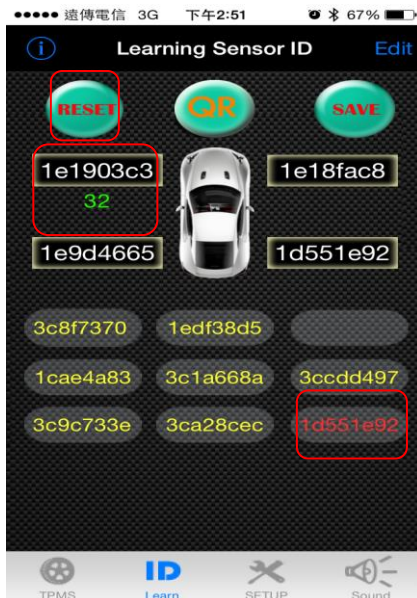 遠傳電信 3G 下午2:51 67%
i Learning Sensor ID Edit
RESET QR SAVE
1e1903c3 1e18fac8
32
1e9d4665 1d551e92
3c8f7370 1edf38d5
1cae4a83 3c1a668a 3ccdd497
3c9c733e 3ca28cec 1d551e92
ID
TPMS Learn SETUP Sound